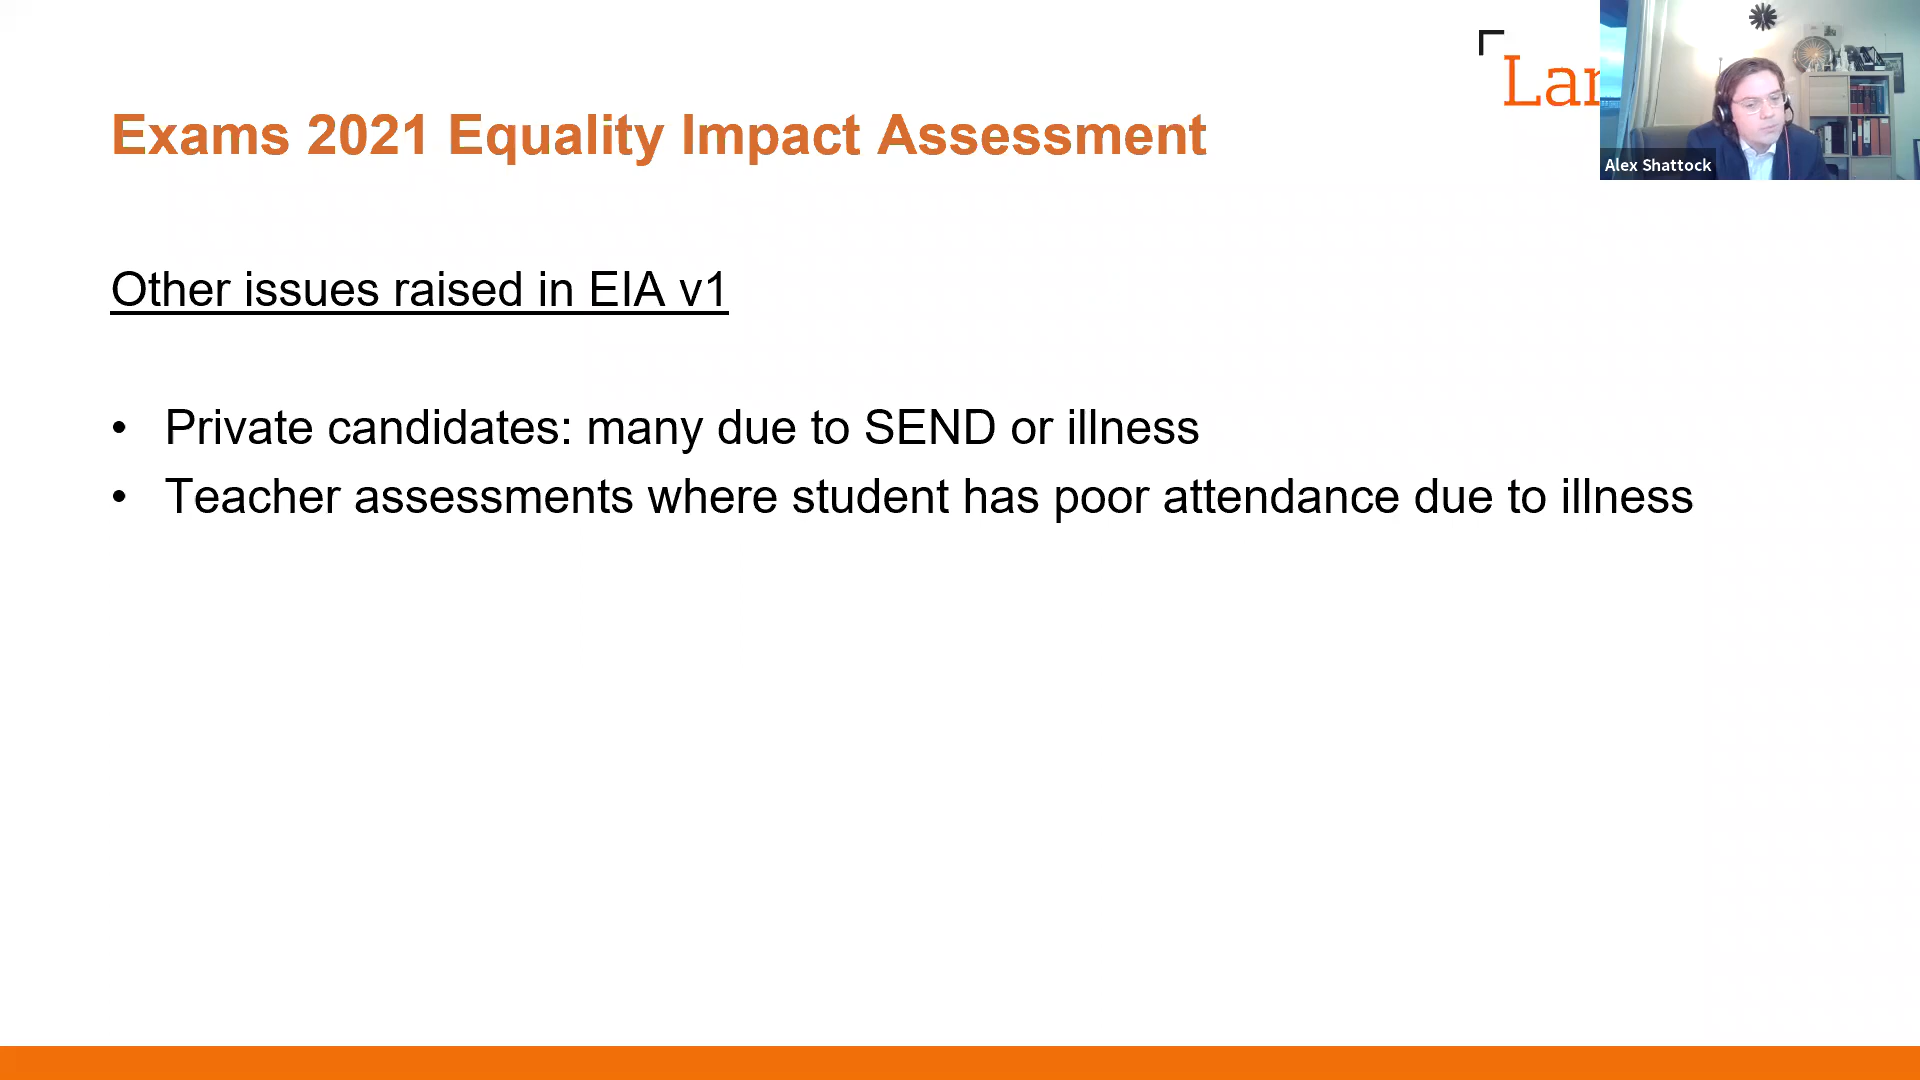 Lan
Alex Shattock
Exams 2021 Equality Impact Assessment
Other issues raised in EIA v1
• Private candidates: many due to SEND or illness
• Teacher assessments where student has poor attendance due to illness